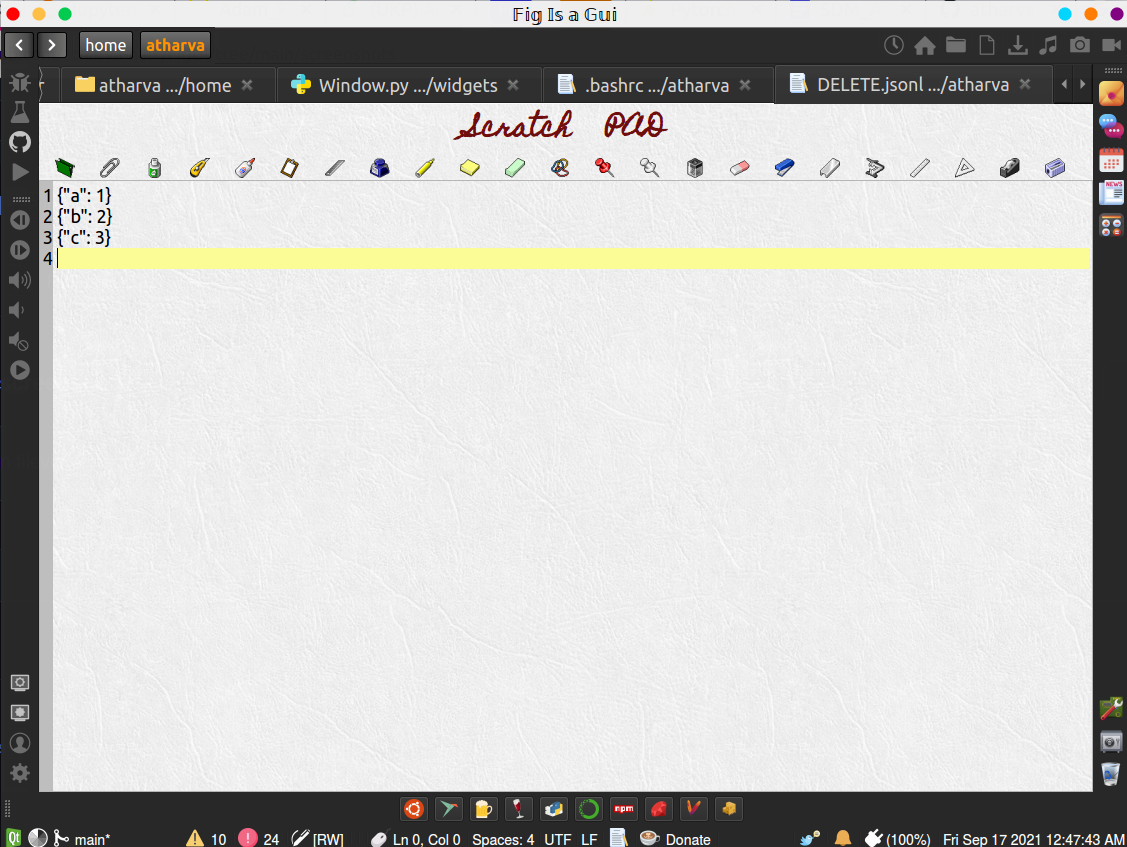 Fig Is a Gui
home atharva
atharva .../home Window.py .../widgets .bashrc .../atharva DELETE.jsonl .../atharva
Scratch PAD
1 {"a": 1}
2 {"b": 2}
3 {"c": 3}
4
NEWS
npm
Qt main* 10 24 [RW] Ln 0, Col 0 Spaces: 4 UTF LF Donate (100%) Fri Sep 17 2021 12:47:43 AM